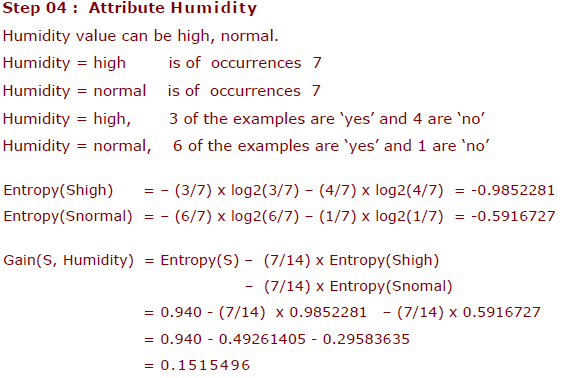 Step 04 : Attribute Humidity
Humidity value can be high, normal.
Humidity = high is of occurrences 7
Humidity = normal is of occurrences 7
Humidity = high, 3 of the examples are ‘yes’ and 4 are ‘no’
Humidity = normal, 6 of the examples are ‘yes’ and 1 are ‘no’
Entropy(Shigh) = – (3/7) x log2(3/7) – (4/7) x log2(4/7) = -0.9852281
Entropy(Snormal) = – (6/7) x log2(6/7) – (1/7) x log2(1/7) = -0.5916727
Gain(S, Humidity) = Entropy(S) – (7/14) x Entropy(Shigh)
– (7/14) x Entropy(Snomal)
= 0.940 - (7/14) x 0.9852281 – (7/14) x 0.5916727
= 0.940 - 0.49261405 - 0.29583635
= 0.1515496